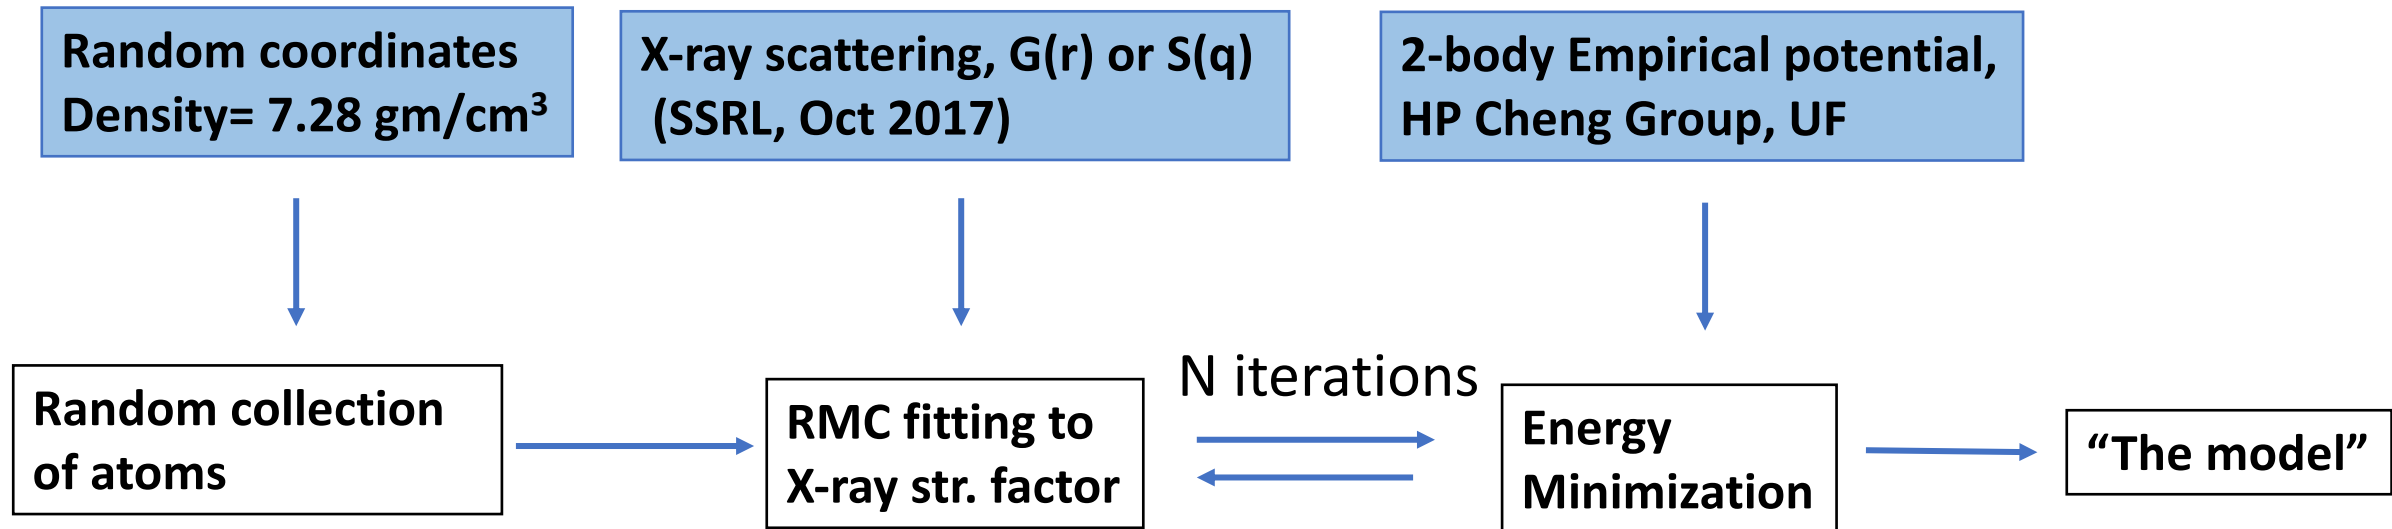 Random coordinates
Density= 7.28 gm/cm³
X-ray scattering, G(r) or S(q)
(SSRL, Oct 2017)
2-body Empirical potential,
HP Cheng Group, UF
Random collection
of atoms
RMC fitting to
X-ray str. factor
N iterations
Energy
Minimization
“The model”